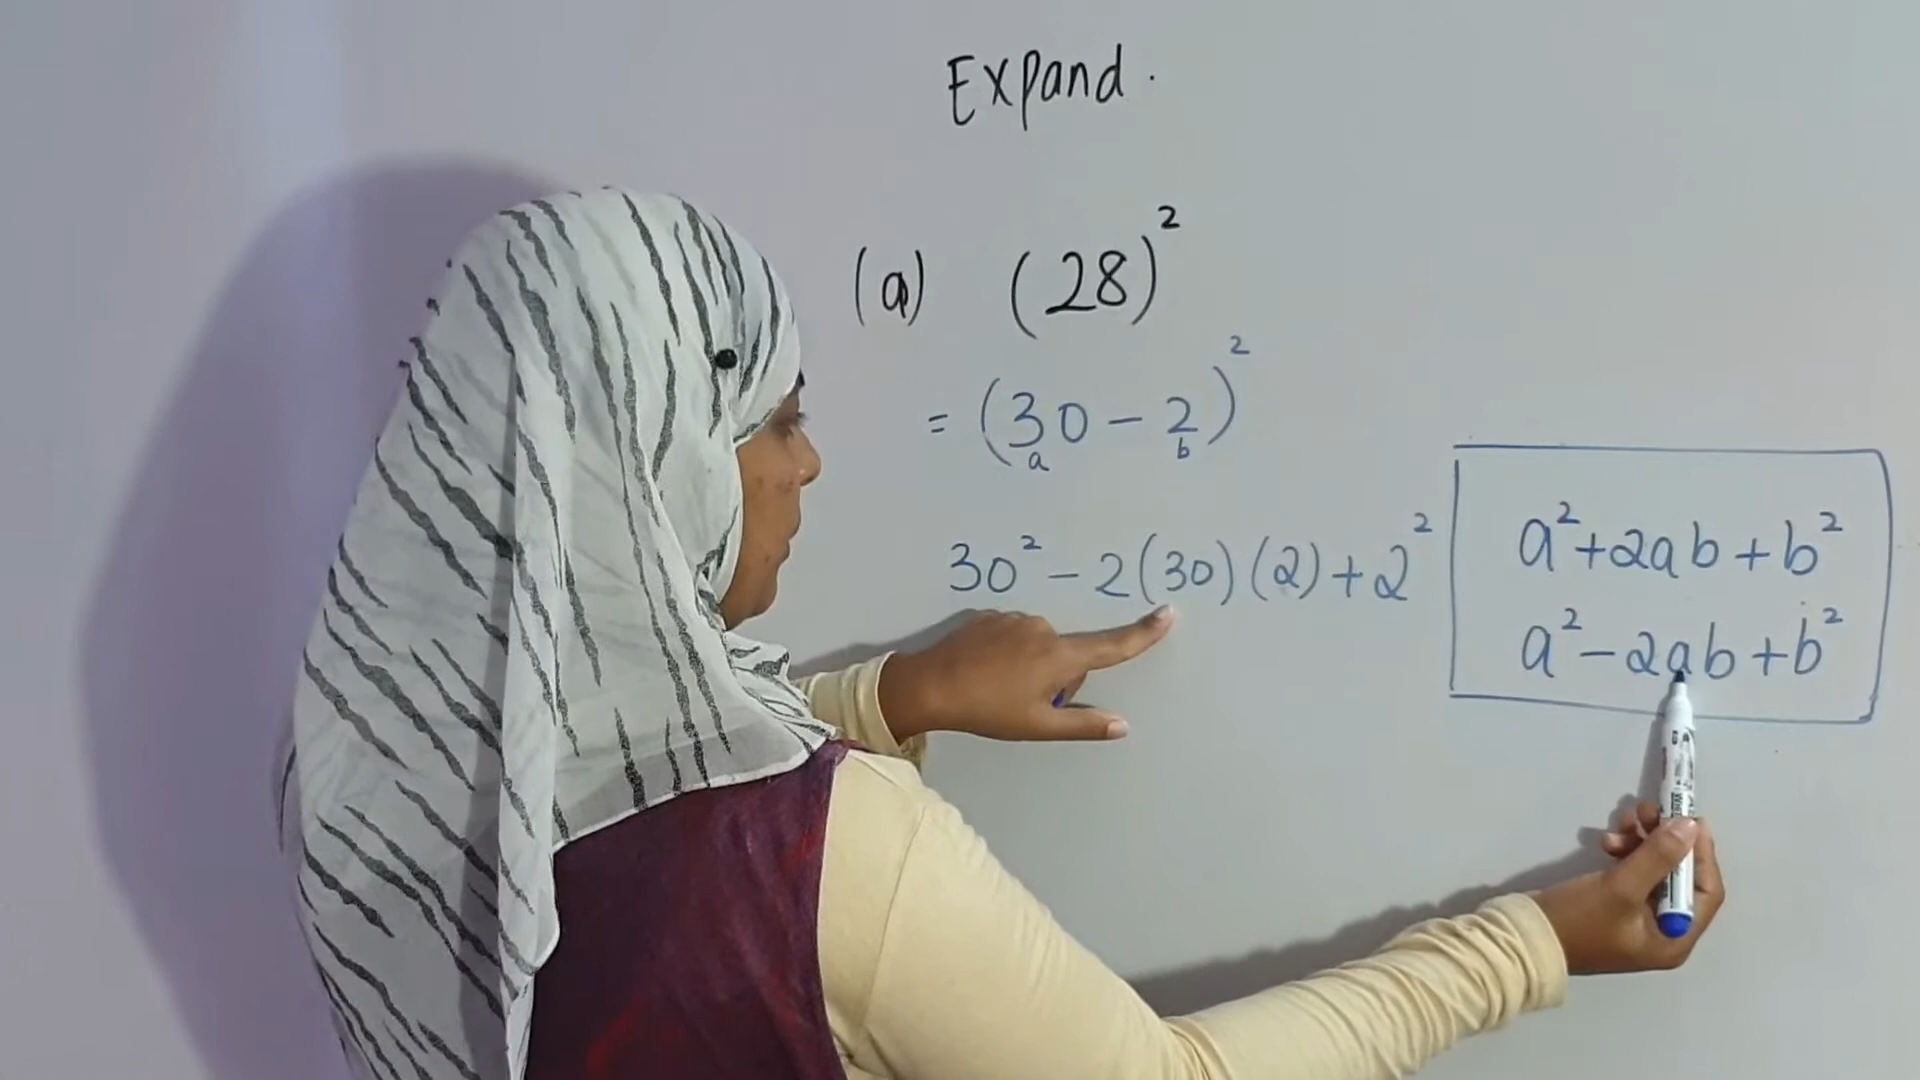 Expand.
(a) (28)²
= (30 - 2)²
a b
30² - 2(30)(2) + 2²
a² + 2ab + b²
a² - 2ab + b²